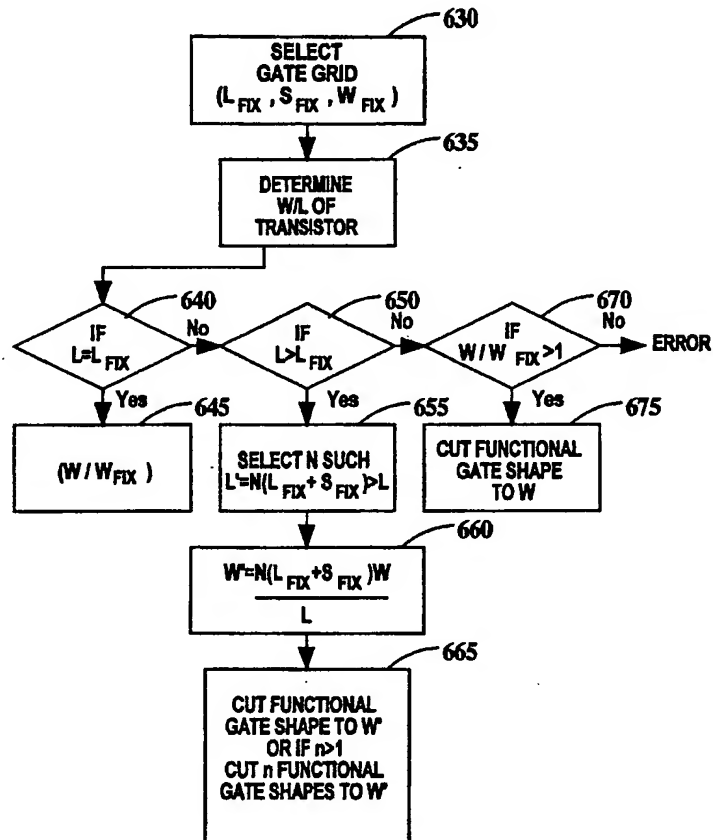 630
SELECT
GATE GRID
(L FIX , S FIX , W FIX )
635
DETERMINE
W/L OF
TRANSISTOR
640
IF
L=L FIX
No
Yes
650
IF
L>L FIX
No
Yes
670
IF
W / W FIX >1
No
ERROR
Yes
645
(W / W FIX )
655
SELECT N SUCH
L'=N(L FIX + S FIX )>L
675
CUT FUNCTIONAL
GATE SHAPE
TO W
660
W'=N(L FIX +S FIX )W
L
665
CUT FUNCTIONAL
GATE SHAPE TO W'
OR IF n>1
CUT n FUNCTIONAL
GATE SHAPES TO W'